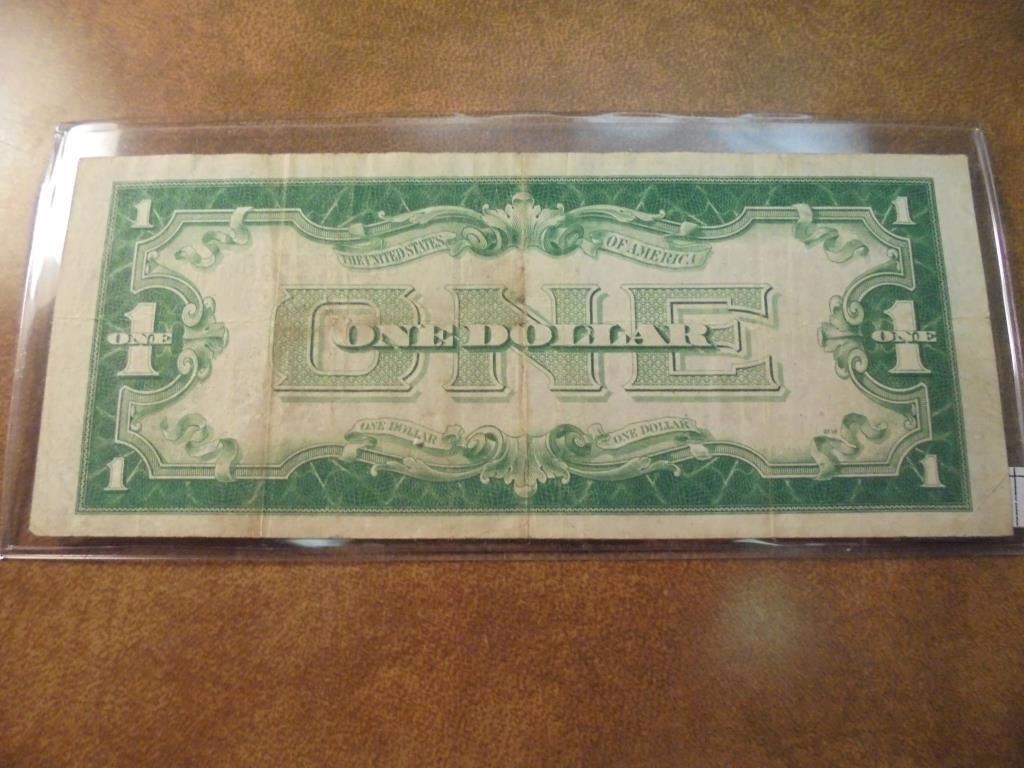 1 1
THE UNITED STATES OF AMERICA
ONE
ONE DOLLAR
1 ONE 1 ONE
ONE DOLLAR ONE DOLLAR
1 1